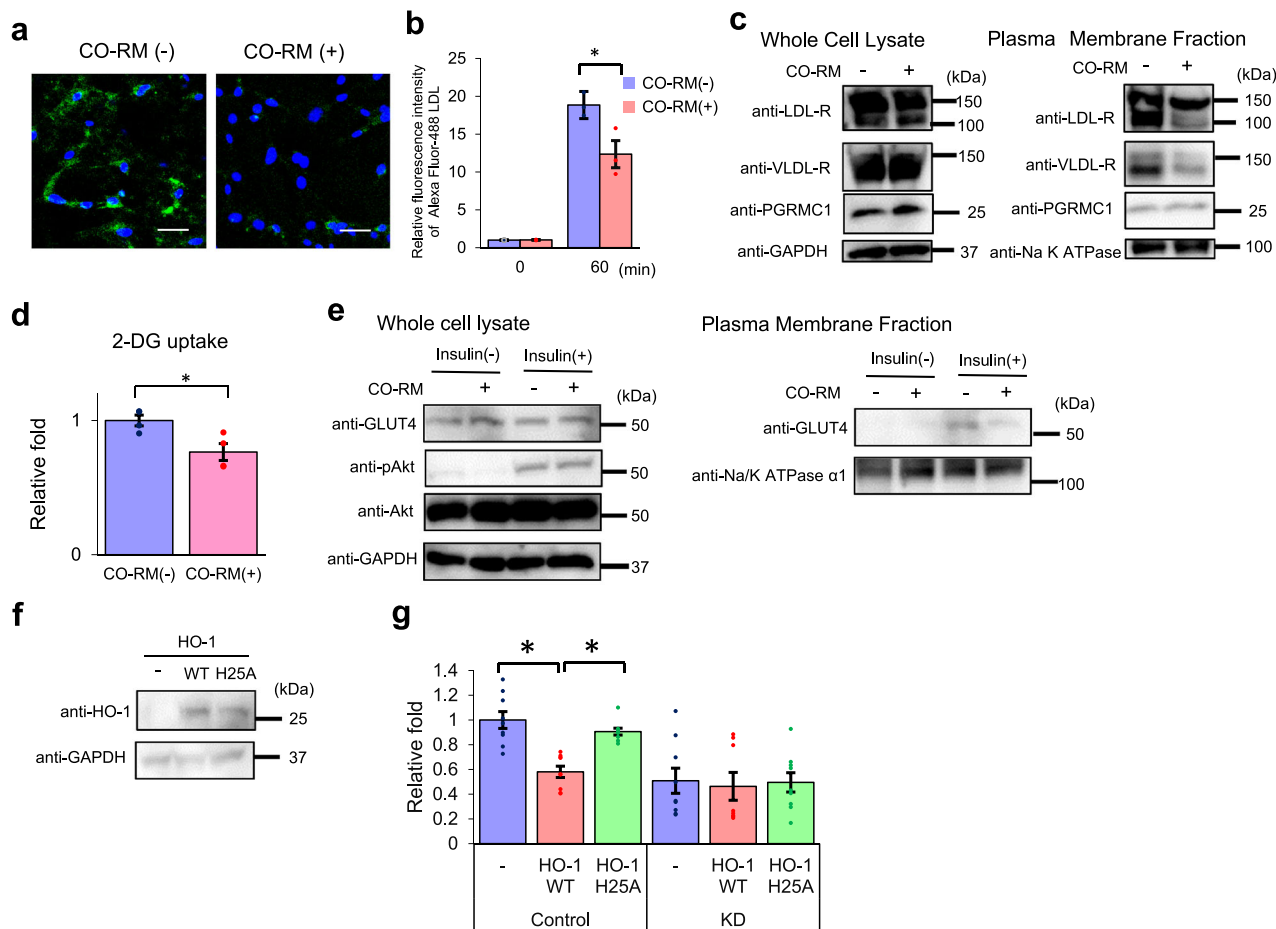 a
CO-RM (-)
CO-RM (+)
b
Relative fluorescence intensity
of Alexa Fluor-488 LDL
25
20
15
10
5
0
*
CO-RM(-)
CO-RM(+)
0
60
(min)
c
Whole Cell Lysate
CO-RM
-
+
(kDa)
anti-LDL-R
150
100
anti-VLDL-R
150
anti-PGRMC1
25
anti-GAPDH
37
Plasma Membrane Fraction
CO-RM
-
+
(kDa)
anti-LDL-R
150
100
anti-VLDL-R
150
anti-PGRMC1
25
anti-Na K ATPase
100
d
2-DG uptake
*
Relative fold
1
0
CO-RM(-)
CO-RM(+)
e
Whole cell lysate
Insulin(-)
Insulin(+)
CO-RM
-
+
-
+
(kDa)
anti-GLUT4
50
anti-pAkt
50
anti-Akt
50
anti-GAPDH
37
Plasma Membrane Fraction
Insulin(-)
Insulin(+)
CO-RM
-
+
-
+
(kDa)
anti-GLUT4
50
anti-Na/K ATPase α1
100
f
HO-1
-
WT
H25A
(kDa)
anti-HO-1
25
anti-GAPDH
37
g
*
*
Relative fold
1.4
1.2
1
0.8
0.6
0.4
0.2
0
-
HO-1
WT
HO-1
H25A
-
HO-1
WT
HO-1
H25A
Control
KD